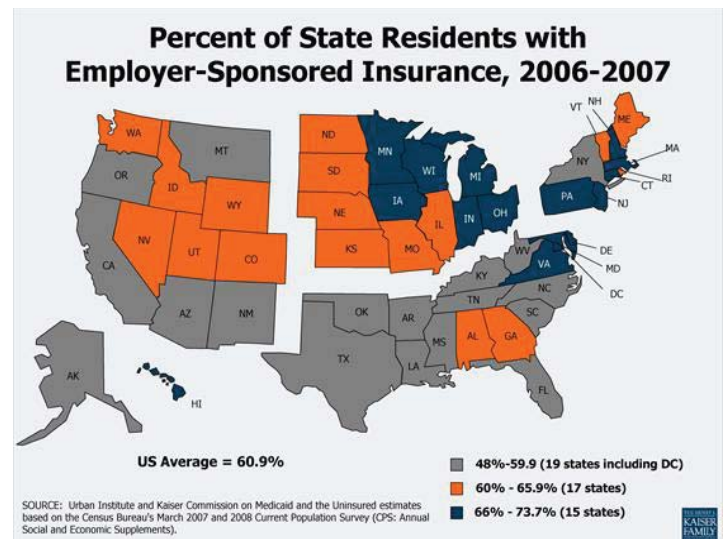 Percent of State Residents with
Employer-Sponsored Insurance, 2006-2007
WA
MT
ND
MN
VT
NH
ME
OR
ID
SD
WI
MI
NY
MA
WY
IA
PA
RI
CT
NJ
NV
UT
CO
NE
IL
IN
OH
CA
KS
MO
WV
VA
DE
MD
DC
KY
AZ
NM
OK
AR
TN
NC
SC
MS
AL
GA
TX
LA
FL
AK
HI
US Average = 60.9%
48%-59.9 (19 states including DC)
60% - 65.9% (17 states)
66% - 73.7% (15 states)
SOURCE: Urban Institute and Kaiser Commission on Medicaid and the Uninsured estimates
based on the Census Bureau's March 2007 and 2008 Current Population Survey (CPS: Annual
Social and Economic Supplements).
KAISER
FAMILY